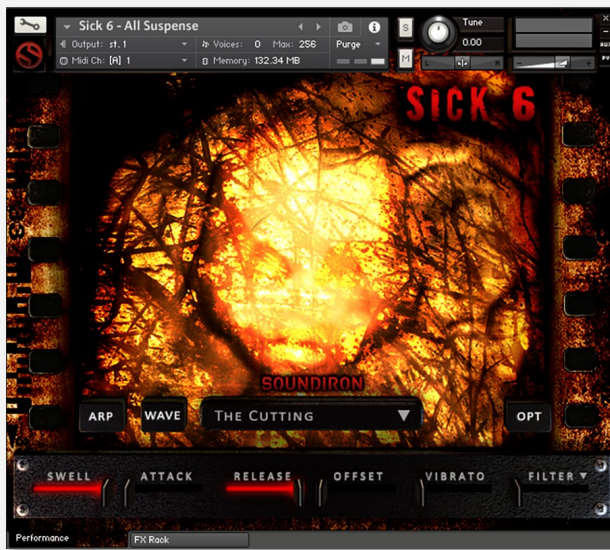 Sick 6 - All Suspense
Output: st. 1 Voices: 0 Max: 256 Purge
Midi Ch: [A] 1 Memory: 132.34 MB
S
M
Tune
0.00
L R
- +
AUX
PV
SICK 6
SOUNDIRON
ARP WAVE THE CUTTING OPT
SWELL ATTACK RELEASE OFFSET VIBRATO FILTER
Performance FX Rack